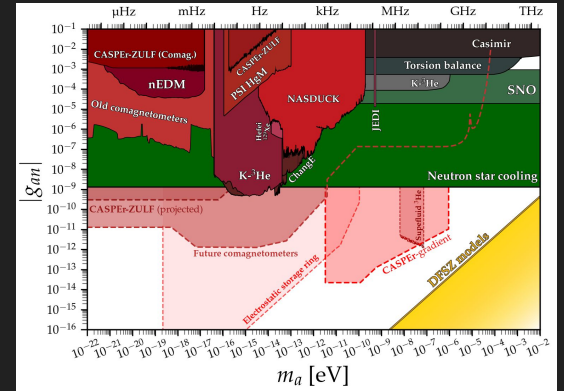 μHz mHz Hz kHz MHz GHz THz
10⁻¹
10⁻²
10⁻³
10⁻⁴
10⁻⁵
10⁻⁶
10⁻⁷
10⁻⁸
10⁻⁹
10⁻¹⁰
10⁻¹¹
10⁻¹²
10⁻¹³
10⁻¹⁴
10⁻¹⁵
10⁻¹⁶
|gₐₙ|
CASPEr-ZULF (Comag.)
nEDM
Old comagnetometers
CASPEr-ZULF
PSI HgM
NASDUCK
Hefei
¹²⁹Xe
K-³He
ChangE
JEDI
Casimir
Torsion balance
K-³He
SNO
Neutron star cooling
CASPEr-ZULF (projected)
Future comagnetometers
Electrostatic storage ring
Supefluid ³He
CASPEr-gradient
DFSZ models
10⁻²² 10⁻²¹ 10⁻²⁰ 10⁻¹⁹ 10⁻¹⁸ 10⁻¹⁷ 10⁻¹⁶ 10⁻¹⁵ 10⁻¹⁴ 10⁻¹³ 10⁻¹² 10⁻¹¹ 10⁻¹⁰ 10⁻⁹ 10⁻⁸ 10⁻⁷ 10⁻⁶ 10⁻⁵ 10⁻⁴ 10⁻³ 10⁻²
mₐ [eV]